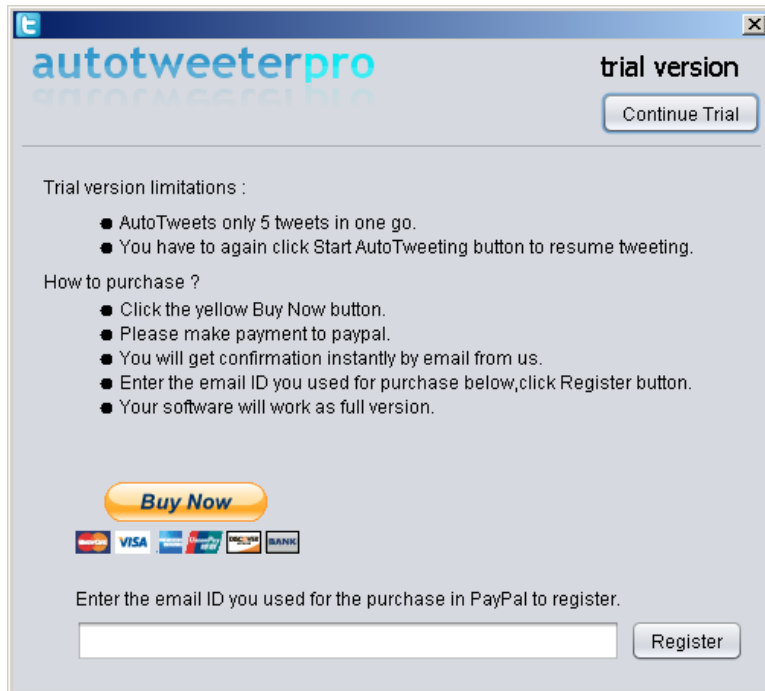 autotweeterpro
trial version
Continue Trial
Trial version limitations :
AutoTweets only 5 tweets in one go.
You have to again click Start AutoTweeting button to resume tweeting.
How to purchase ?
Click the yellow Buy Now button.
Please make payment to paypal.
You will get confirmation instantly by email from us.
Enter the email ID you used for purchase below,click Register button.
Your software will work as full version.
Buy Now
MasterCard VISA UnionPay DISCOVER BANK
Enter the email ID you used for the purchase in PayPal to register.
Register